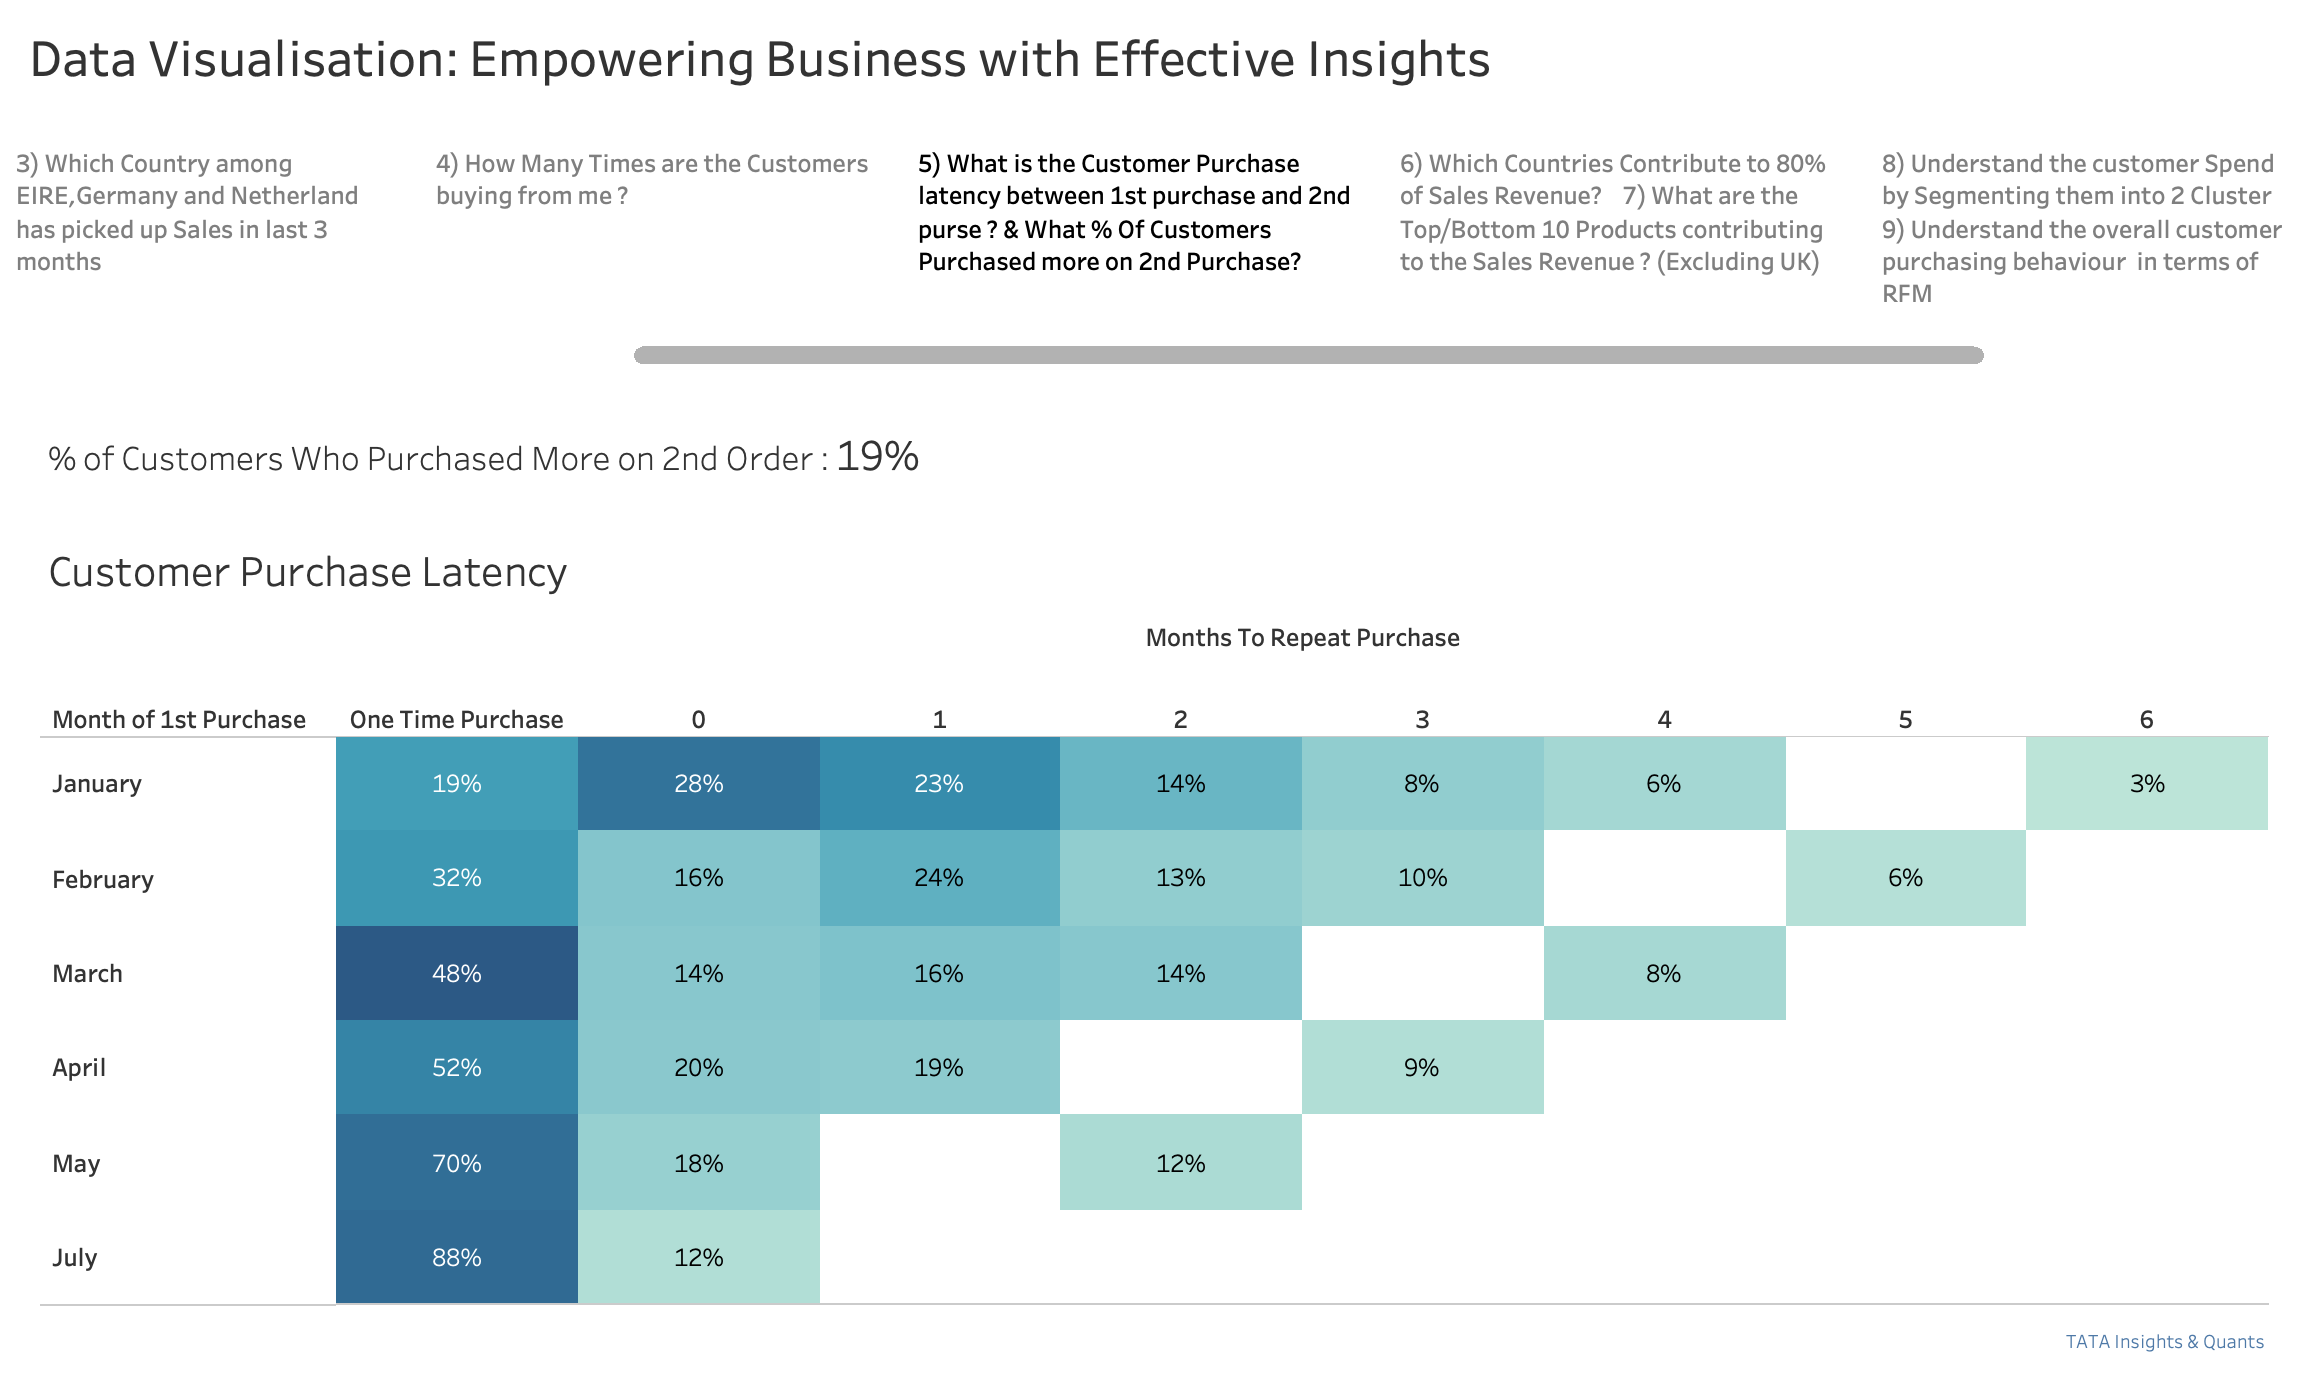 Data Visualisation: Empowering Business with Effective Insights
3) Which Country among
EIRE,Germany and Netherland
has picked up Sales in last 3
months
4) How Many Times are the Customers
buying from me ?
5) What is the Customer Purchase
latency between 1st purchase and 2nd
purse ? & What % Of Customers
Purchased more on 2nd Purchase?
6) Which Countries Contribute to 80%
of Sales Revenue?   7) What are the
Top/Bottom 10 Products contributing
to the Sales Revenue ? (Excluding UK)
8) Understand the customer Spend
by Segmenting them into 2 Cluster
9) Understand the overall customer
purchasing behaviour  in terms of
RFM
% of Customers Who Purchased More on 2nd Order : 19%
Customer Purchase Latency
Months To Repeat Purchase
Month of 1st Purchase One Time Purchase 0 1 2 3 4 5 6
January 19% 28% 23% 14% 8% 6% 3%
February 32% 16% 24% 13% 10% 6%
March 48% 14% 16% 14% 8%
April 52% 20% 19% 9%
May 70% 18% 12%
July 88% 12%
TATA Insights & Quants